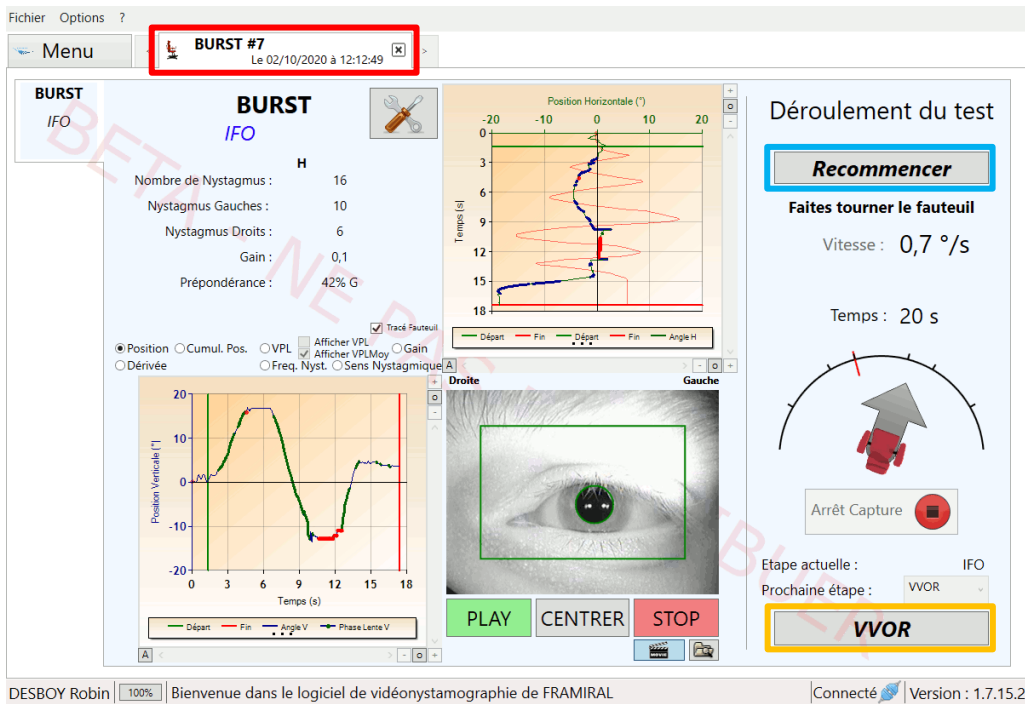 Fichier Options ?
Menu
<
BURST #7
Le 02/10/2020 à 12:12:49
>
BURST
IFO
BURST
IFO
H
Nombre de Nystagmus : 16
Nystagmus Gauches : 10
Nystagmus Droits : 6
Gain : 0,1
Prépondérance : 42% G
Tracé Fauteuil
Position Cumul. Pos. VPL Afficher VPL Afficher VPLMoy Gain
Dérivée Freq. Nyst. Sens Nystagmique
Position Horizontale (°)
-20 -10 0 10 20
Temps [s]
0
3
6
9
12
15
18
Départ Fin Départ Fin Angle H
A < > - o +
+
o
-
Position Verticale [°]
20
10
0
-10
-20
0 3 6 9 12 15 18
Temps (s)
Départ Fin Angle V Phase Lente V
A < > - o +
+
o
-
Droite Gauche
PLAY CENTRER STOP
Déroulement du test
Recommencer
Faites tourner le fauteuil
Vitesse : 0,7 °/s
Temps : 20 s
Arrêt Capture
Etape actuelle : IFO
Prochaine étape : VVOR
VVOR
DESBOY Robin 100% Bienvenue dans le logiciel de vidéonystamographie de FRAMIRAL Connecté Version : 1.7.15.2